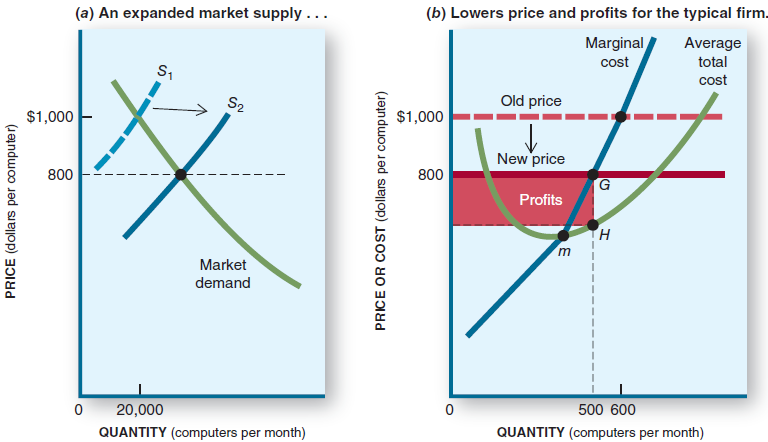 (a) An expanded market supply . . .
S1
S2
$1,000
800
Market
demand
0
20,000
PRICE (dollars per computer)
QUANTITY (computers per month)
(b) Lowers price and profits for the typical firm.
Marginal
cost
Average
total
cost
Old price
$1,000
New price
800
G
Profits
H
m
0
500 600
PRICE OR COST (dollars per computer)
QUANTITY (computers per month)